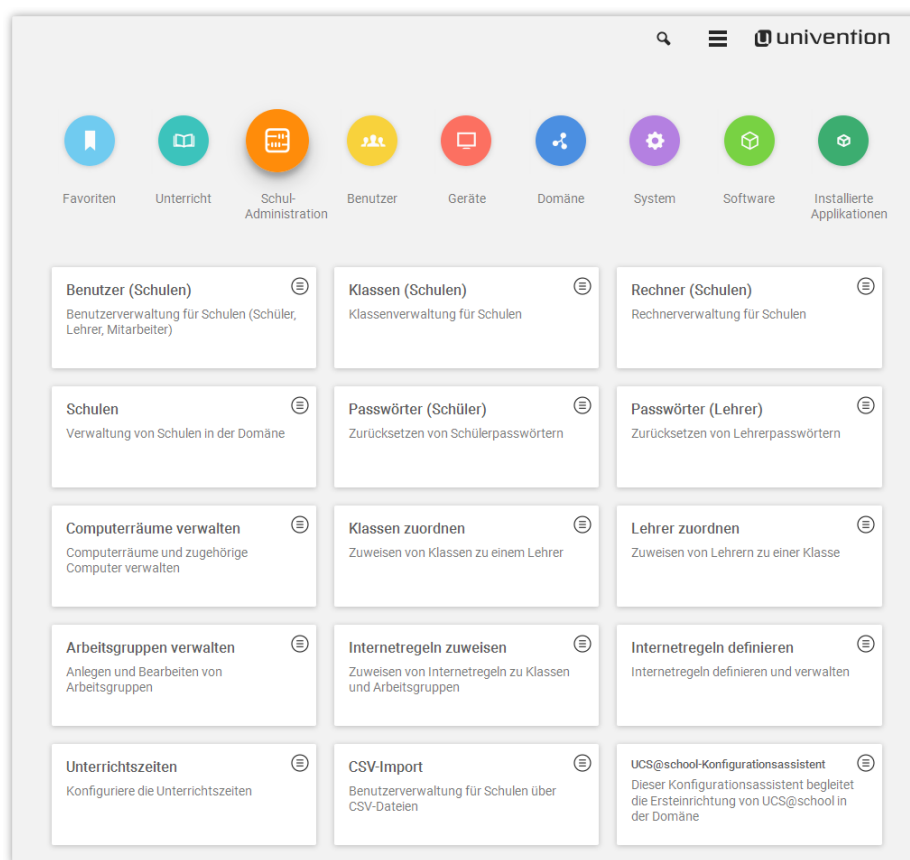 univention
Favoriten
Unterricht
Schul-
Administration
Benutzer
Geräte
Domäne
System
Software
Installierte
Applikationen
Benutzer (Schulen)
Benutzerverwaltung für Schulen (Schüler,
Lehrer, Mitarbeiter)
Klassen (Schulen)
Klassenverwaltung für Schulen
Rechner (Schulen)
Rechnerverwaltung für Schulen
Schulen
Verwaltung von Schulen in der Domäne
Passwörter (Schüler)
Zurücksetzen von Schülerpasswörtern
Passwörter (Lehrer)
Zurücksetzen von Lehrerpasswörtern
Computerräume verwalten
Computerräume und zugehörige
Computer verwalten
Klassen zuordnen
Zuweisen von Klassen zu einem Lehrer
Lehrer zuordnen
Zuweisen von Lehrern zu einer Klasse
Arbeitsgruppen verwalten
Anlegen und Bearbeiten von
Arbeitsgruppen
Internetregeln zuweisen
Zuweisen von Internetregeln zu Klassen
und Arbeitsgruppen
Internetregeln definieren
Internetregeln definieren und verwalten
Unterrichtszeiten
Konfiguriere die Unterrichtszeiten
CSV-Import
Benutzerverwaltung für Schulen über
CSV-Dateien
UCS@school-Konfigurationsassistent
Dieser Konfigurationsassistent begleitet
die Ersteinrichtung von UCS@school in
der Domäne